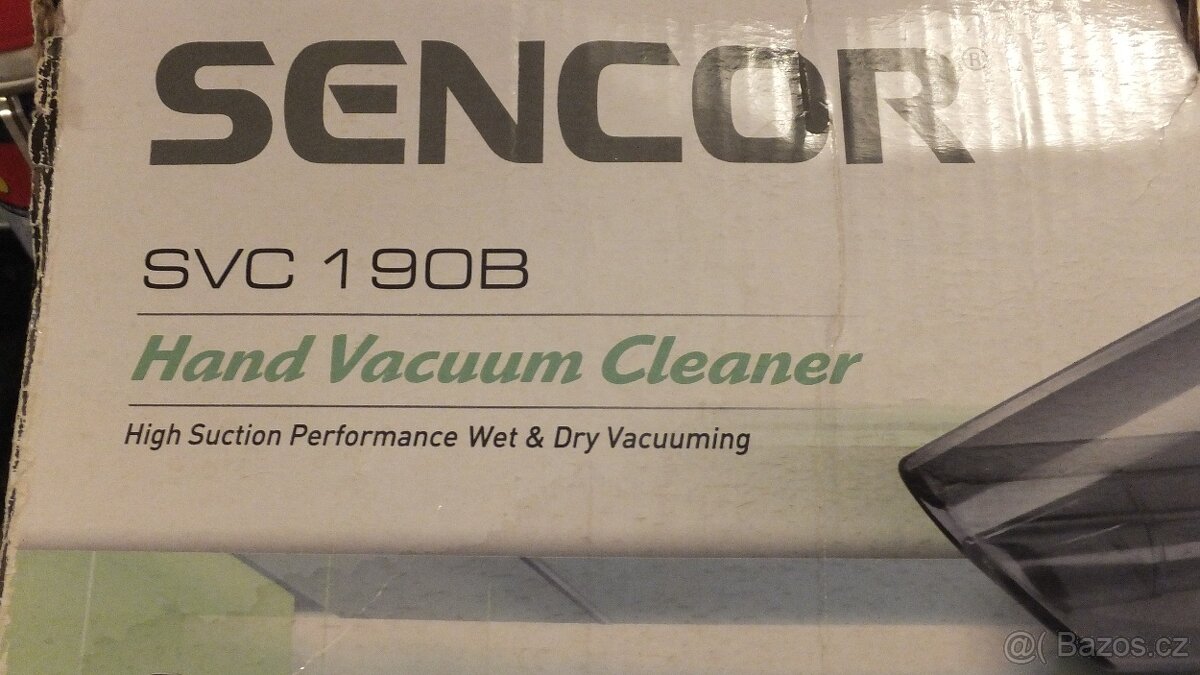 SENCOR®
SVC 190B
Hand Vacuum Cleaner
High Suction Performance Wet & Dry Vacuuming
@( Bazos.cz